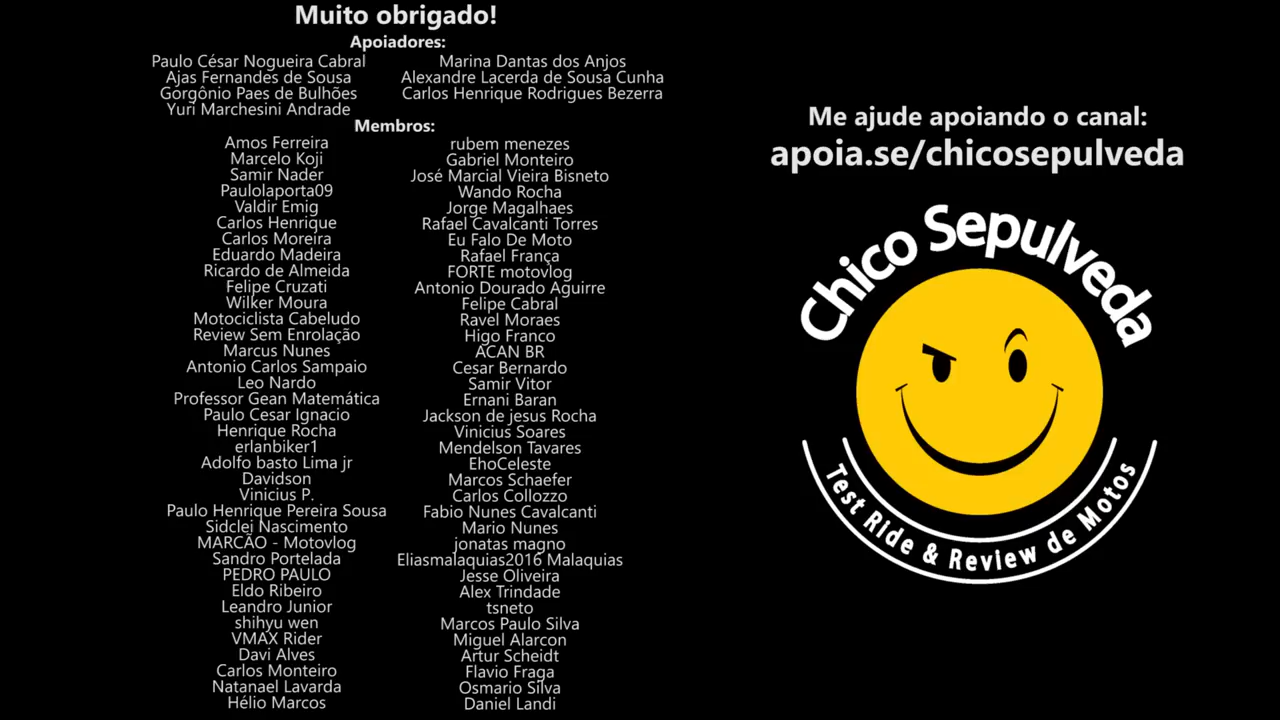 Muito obrigado!
Apoiadores:
Paulo César Nogueira Cabral
Ajas Fernandes de Sousa
Gorgônio Paes de Bulhões
Yuri Marchesini Andrade
Marina Dantas dos Anjos
Alexandre Lacerda de Sousa Cunha
Carlos Henrique Rodrigues Bezerra
Membros:
Amos Ferreira
Marcelo Koji
Samir Nader
Paulolaporta09
Valdir Emig
Carlos Henrique
Carlos Moreira
Eduardo Madeira
Ricardo de Almeida
Felipe Cruzati
Wilker Moura
Motociclista Cabeludo
Review Sem Enrolação
Marcus Nunes
Antonio Carlos Sampaio
Leo Nardo
Professor Gean Matemática
Paulo Cesar Ignacio
Henrique Rocha
erlanbiker1
Adolfo basto Lima jr
Davidson
Vinicius P.
Paulo Henrique Pereira Sousa
Sidclei Nascimento
MARCÃO - Motovlog
Sandro Portelada
PEDRO PAULO
Eldo Ribeiro
Leandro Junior
shihyu wen
VMAX Rider
Davi Alves
Carlos Monteiro
Natanael Lavarda
Hélio Marcos
rubem menezes
Gabriel Monteiro
José Marcial Vieira Bisneto
Wando Rocha
Jorge Magalhaes
Rafael Cavalcanti Torres
Eu Falo De Moto
Rafael França
FORTE motovlog
Antonio Dourado Aguirre
Felipe Cabral
Ravel Moraes
Higo Franco
ACAN BR
Cesar Bernardo
Samir Vitor
Ernani Baran
Jackson de jesus Rocha
Vinicius Soares
Mendelson Tavares
EhoCeleste
Marcos Schaefer
Carlos Collozzo
Fabio Nunes Cavalcanti
Mario Nunes
jonatas magno
Eliasmalaquias2016 Malaquias
Jesse Oliveira
Alex Trindade
tsneto
Marcos Paulo Silva
Miguel Alarcon
Artur Scheidt
Flavio Fraga
Osmario Silva
Daniel Landi
Me ajude apoiando o canal:
apoia.se/chicosepulveda
Chico Sepulveda
Test Ride & Review de Motos